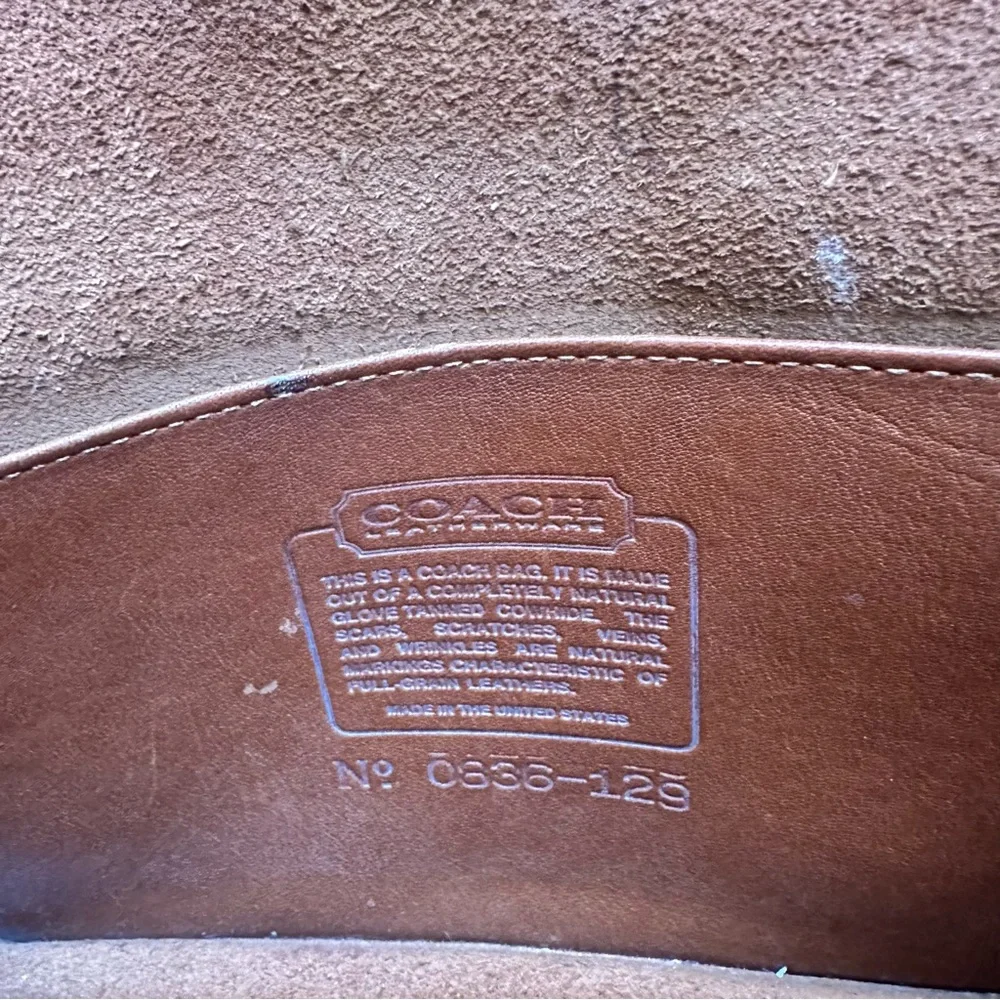 COACH
LEATHERWARE
THIS IS A COACH BAG. IT IS MADE
OUT OF A COMPLETELY NATURAL
GLOVE TANNED COWHIDE. THE
SCARS, SCRATCHES, VEINS,
AND WRINKLES ARE NATURAL
MARKINGS CHARACTERISTIC OF
FULL-GRAIN LEATHERS.
MADE IN THE UNITED STATES
Nº 0836-129